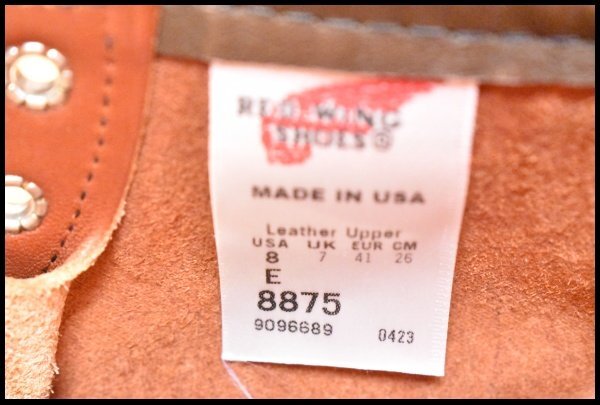 RED WING
SHOES®
MADE IN USA
Leather Upper
USA UK EUR CM
8 7 41 26
E
8875
9096689 0423